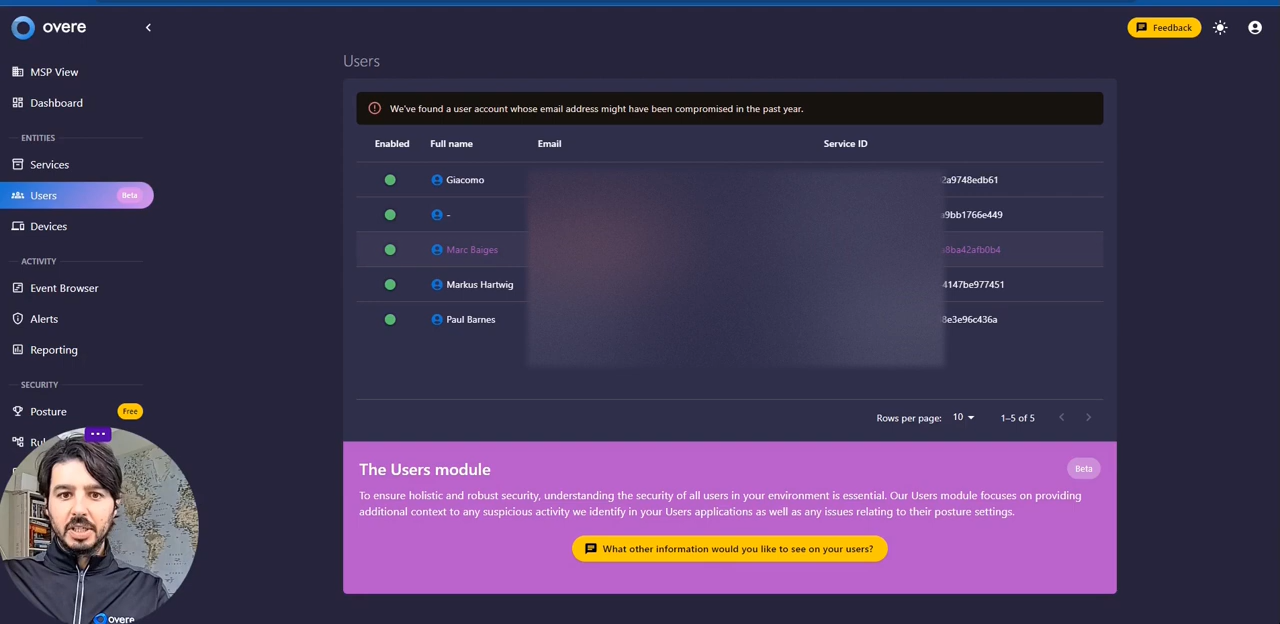 overe
Feedback
MSP View
Dashboard
ENTITIES
Services
Users
Beta
Devices
ACTIVITY
Event Browser
Alerts
Reporting
SECURITY
Posture
Free
Users
We've found a user account whose email address might have been compromised in the past year.
Enabled Full name Email Service ID
Giacomo 2a9748edb61
- 9bb1766e449
Marc Baiges 8ba42afb0b4
Markus Hartwig 4147be977451
Paul Barnes 8e3e96c436a
Rows per page: 10 1–5 of 5
The Users module
Beta
To ensure holistic and robust security, understanding the security of all users in your environment is essential. Our Users module focuses on providing
additional context to any suspicious activity we identify in your Users applications as well as any issues relating to their posture settings.
What other information would you like to see on your users?
overe